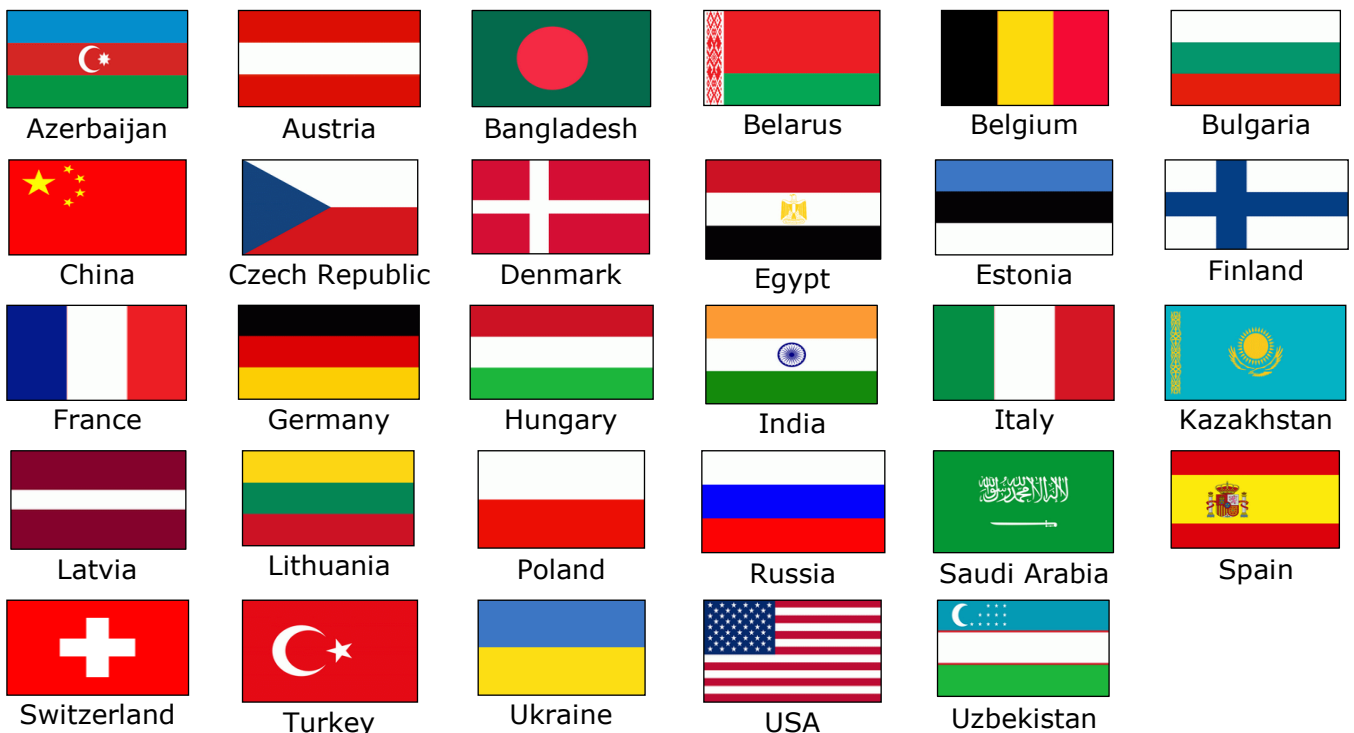 Azerbaijan Austria Bangladesh Belarus Belgium Bulgaria
China Czech Republic Denmark Egypt Estonia Finland
France Germany Hungary India Italy Kazakhstan
Latvia Lithuania Poland Russia Saudi Arabia Spain
Switzerland Turkey Ukraine USA Uzbekistan